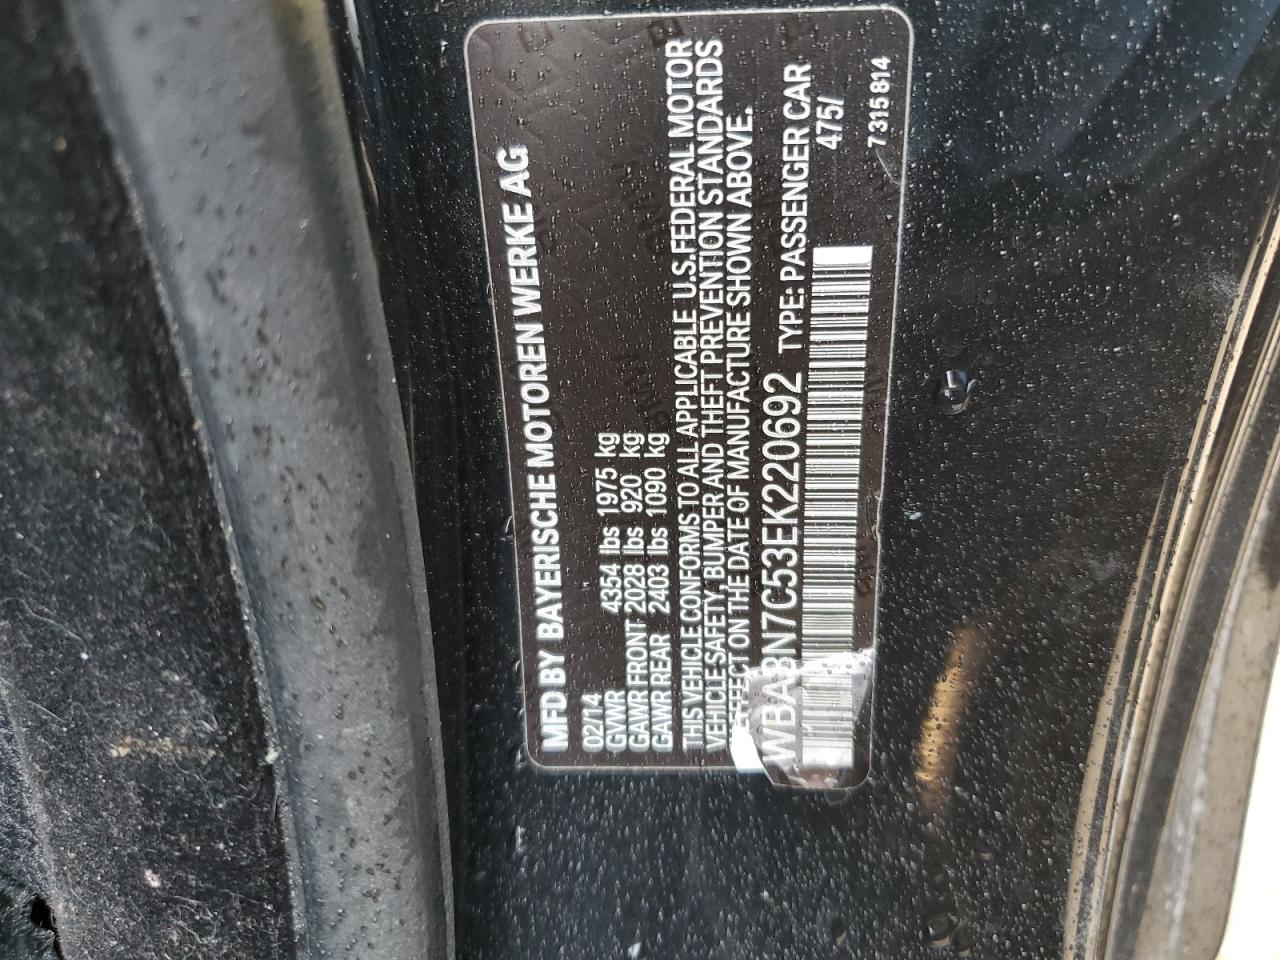 MFD BY BAYERISCHE MOTOREN WERKE AG
02/14
GVWR 4354 lbs 1975 kg
GAWR FRONT 2028 lbs 920 kg
GAWR REAR 2403 lbs 1090 kg
THIS VEHICLE CONFORMS TO ALL APPLICABLE U.S.FEDERAL MOTOR
VEHICLE SAFETY, BUMPER AND THEFT PREVENTION STANDARDS
IN EFFECT ON THE DATE OF MANUFACTURE SHOWN ABOVE.
WBA3N7C53EK220692 TYPE: PASSENGER CAR
475/
7 315 814